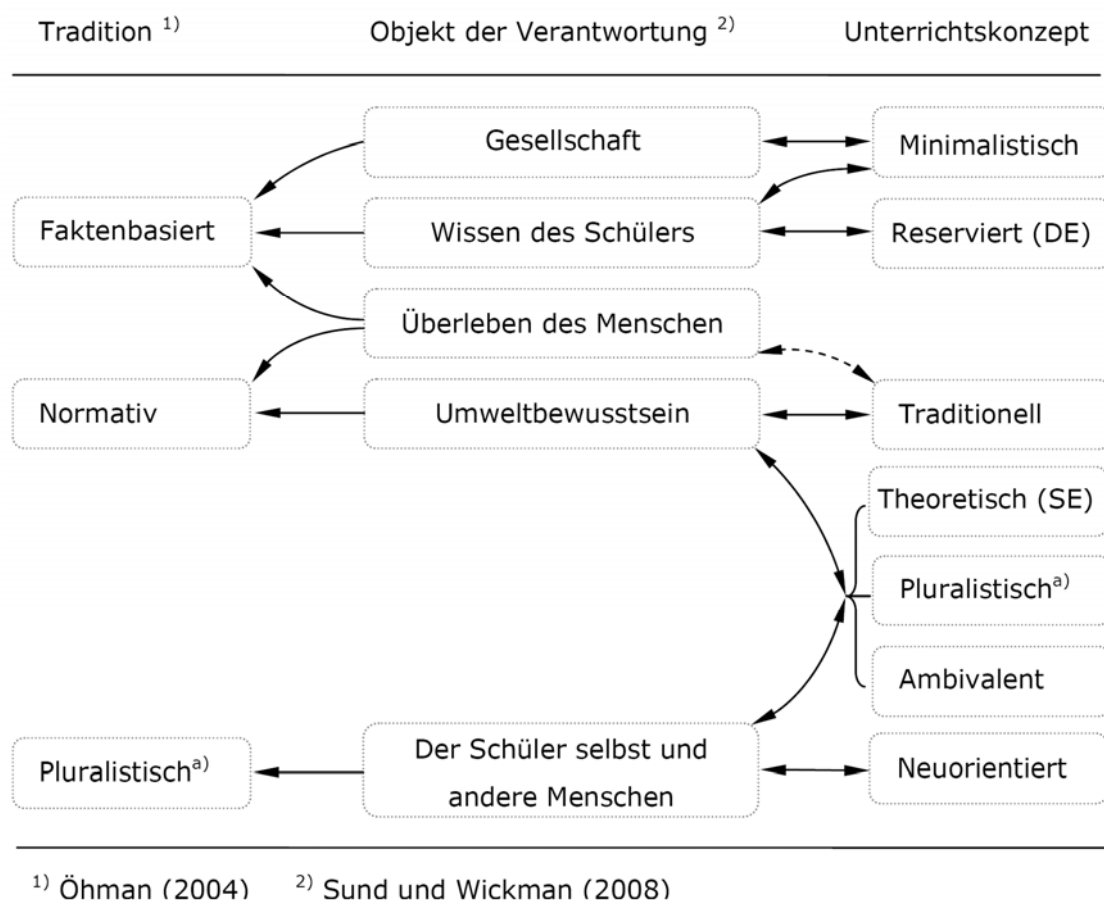 Tradition 1) Objekt der Verantwortung 2) Unterrichtskonzept
Gesellschaft Minimalistisch
Faktenbasiert Wissen des Schülers Reserviert (DE)
Überleben des Menschen
Normativ Umweltbewusstsein Traditionell
Theoretisch (SE)
Pluralistisch a)
Ambivalent
Pluralistisch a) Der Schüler selbst und andere Menschen Neuorientiert
1) Öhman (2004) 2) Sund und Wickman (2008)